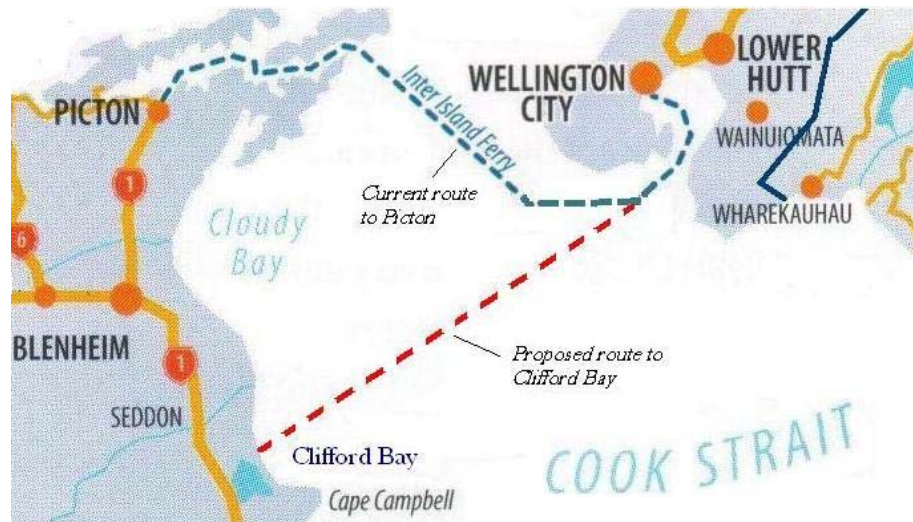 LOWER
HUTT
WELLINGTON
CITY
PICTON
Inter Island Ferry
WAINUIOMATA
Current route
to Picton
1
WHAREKAUHAU
Cloudy
Bay
6
BLENHEIM
1
Proposed route to
Clifford Bay
SEDDON
Clifford Bay
COOK STRAIT
Cape Campbell